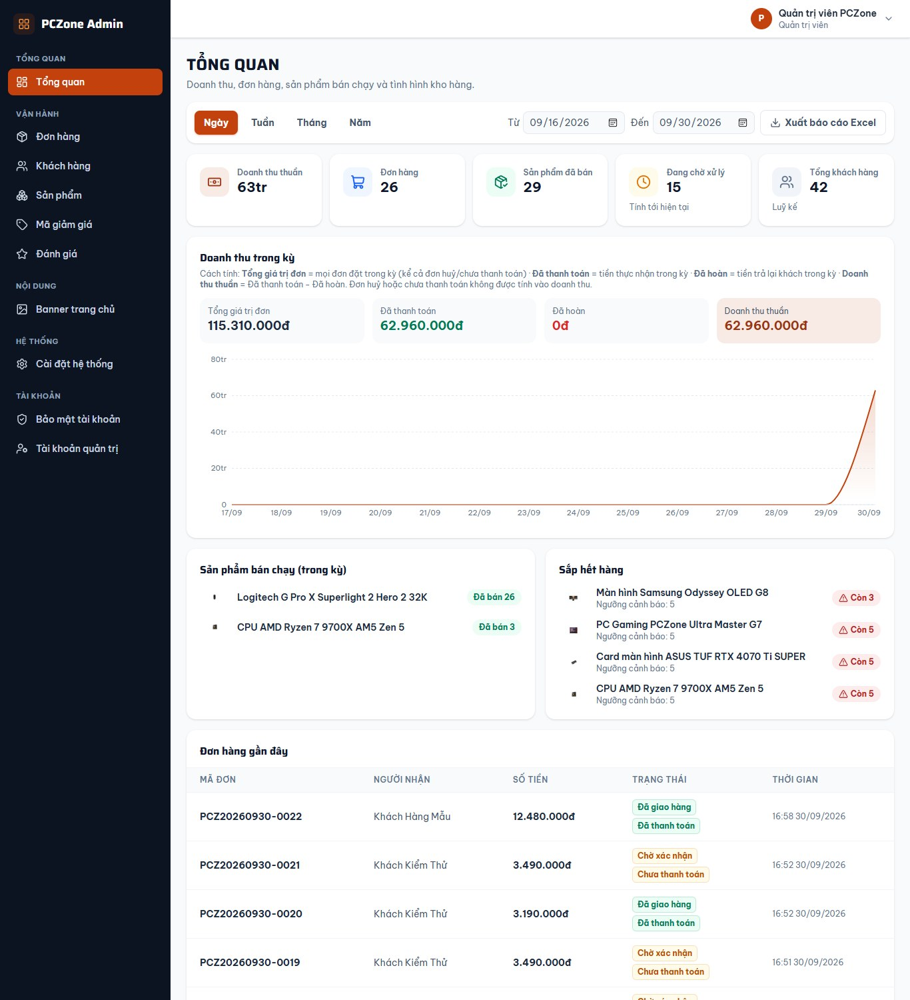 PCZone Admin
TỔNG QUAN
Tổng quan
VẬN HÀNH
Đơn hàng
Khách hàng
Sản phẩm
Mã giảm giá
Đánh giá
NỘI DUNG
Banner trang chủ
HỆ THỐNG
Cài đặt hệ thống
TÀI KHOẢN
Bảo mật tài khoản
Tài khoản quản trị
P
Quản trị viên PCZone
Quản trị viên
TỔNG QUAN
Doanh thu, đơn hàng, sản phẩm bán chạy và tình hình kho hàng.
Ngày Tuần Tháng Năm Từ 09/16/2026 Đến 09/30/2026 Xuất báo cáo Excel
Doanh thu thuần
63tr
Đơn hàng
26
Sản phẩm đã bán
29
Đang chờ xử lý
15
Tính tới hiện tại
Tổng khách hàng
42
Luỹ kế
Doanh thu trong kỳ
Cách tính: Tổng giá trị đơn = mọi đơn đặt trong kỳ (kể cả đơn huỷ/chưa thanh toán) · Đã thanh toán = tiền thực nhận trong kỳ · Đã hoàn = tiền trả lại khách trong kỳ · Doanh
thu thuần = Đã thanh toán − Đã hoàn. Đơn huỷ hoặc chưa thanh toán không được tính vào doanh thu.
Tổng giá trị đơn
115.310.000đ
Đã thanh toán
62.960.000đ
Đã hoàn
0đ
Doanh thu thuần
62.960.000đ
80tr
60tr
40tr
20tr
0
17/09 18/09 19/09 20/09 21/09 22/09 23/09 24/09 25/09 26/09 27/09 28/09 29/09 30/09
Sản phẩm bán chạy (trong kỳ)
Logitech G Pro X Superlight 2 Hero 2 32K Đã bán 26
CPU AMD Ryzen 7 9700X AM5 Zen 5 Đã bán 3
Sắp hết hàng
Màn hình Samsung Odyssey OLED G8
Ngưỡng cảnh báo: 5
Còn 3
PC Gaming PCZone Ultra Master G7
Ngưỡng cảnh báo: 5
Còn 5
Card màn hình ASUS TUF RTX 4070 Ti SUPER
Ngưỡng cảnh báo: 5
Còn 5
CPU AMD Ryzen 7 9700X AM5 Zen 5
Ngưỡng cảnh báo: 5
Còn 5
Đơn hàng gần đây
MÃ ĐƠN NGƯỜI NHẬN SỐ TIỀN TRẠNG THÁI THỜI GIAN
PCZ20260930-0022 Khách Hàng Mẫu 12.480.000đ Đã giao hàng Đã thanh toán 16:58 30/09/2026
PCZ20260930-0021 Khách Kiểm Thử 3.490.000đ Chờ xác nhận Chưa thanh toán 16:52 30/09/2026
PCZ20260930-0020 Khách Kiểm Thử 3.190.000đ Đã giao hàng Đã thanh toán 16:52 30/09/2026
PCZ20260930-0019 Khách Kiểm Thử 3.490.000đ Chờ xác nhận Chưa thanh toán 16:51 30/09/2026